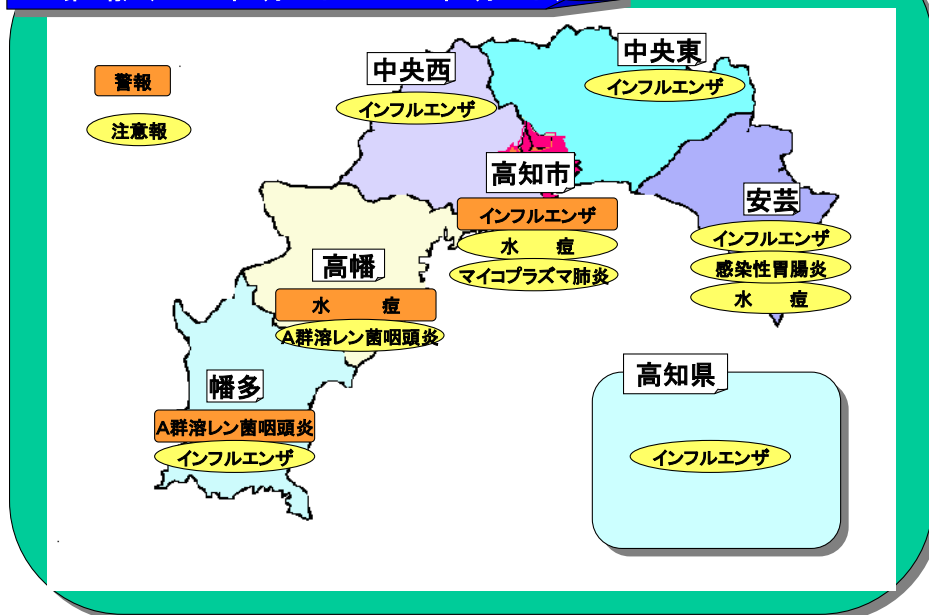 警報
注意報
中央西
インフルエンザ
中央東
インフルエンザ
高知市
インフルエンザ
水　痘
マイコプラズマ肺炎
安芸
インフルエンザ
感染性胃腸炎
水　痘
高幡
水　痘
A群溶レン菌咽頭炎
幡多
A群溶レン菌咽頭炎
インフルエンザ
高知県
インフルエンザ